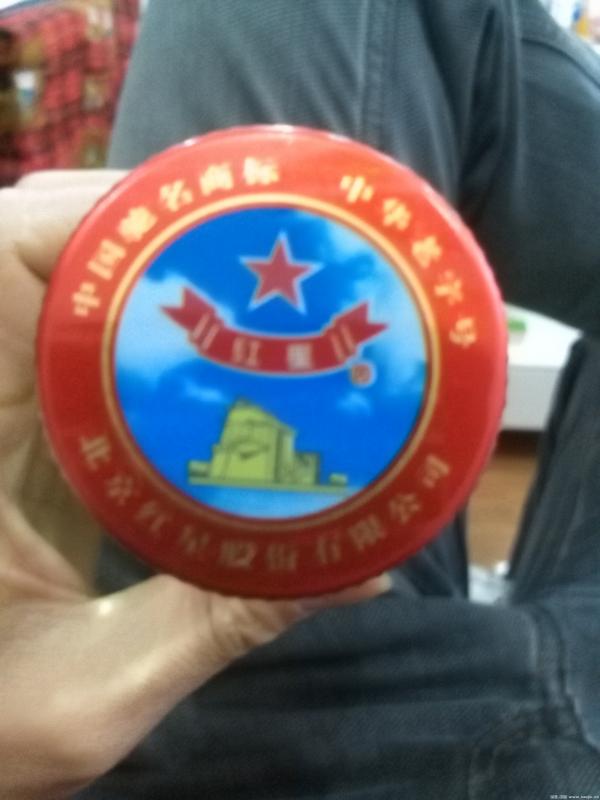 中国驰名商标 中华老字号
红星
北京红星股份有限公司